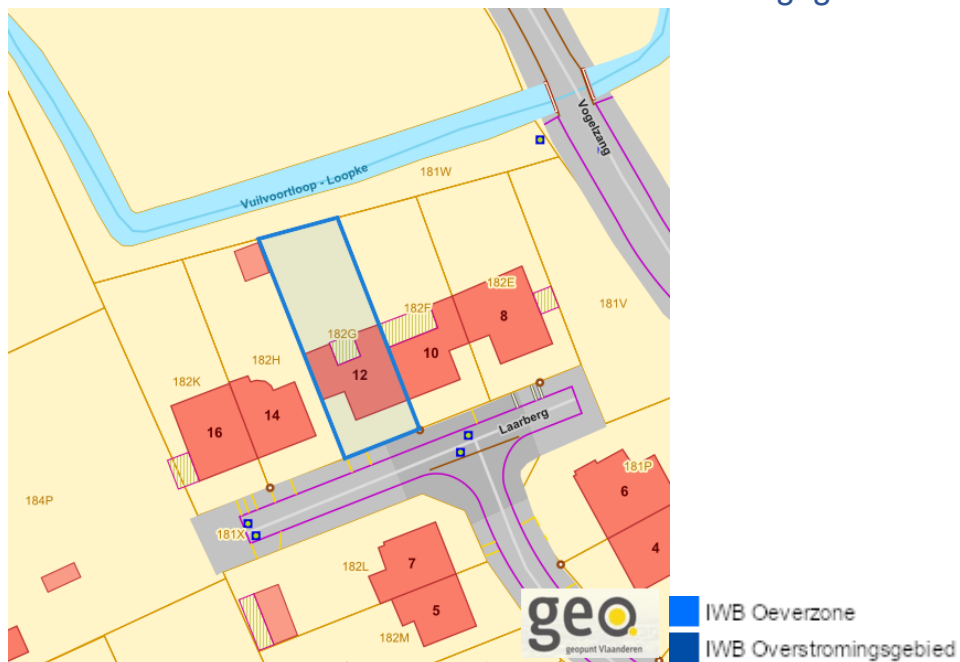 Vogelzang
Vuilvoortloop - Loopke
181W
182E
181V
182F
8
182G
10
182H
12
182K
14
Laarberg
16
181P
6
184P
181X
4
7
182L
5
182M
geo
geopunt Vlaanderen
IWB Oeverzone
IWB Overstromingsgebied